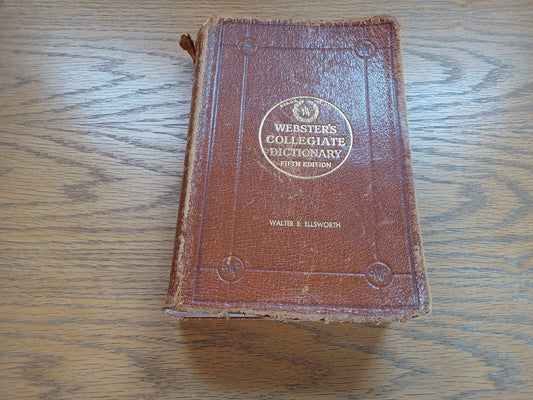 WEBSTER'S
COLLEGIATE
DICTIONARY
FIFTH EDITION
WALTER E. ELLSWORTH